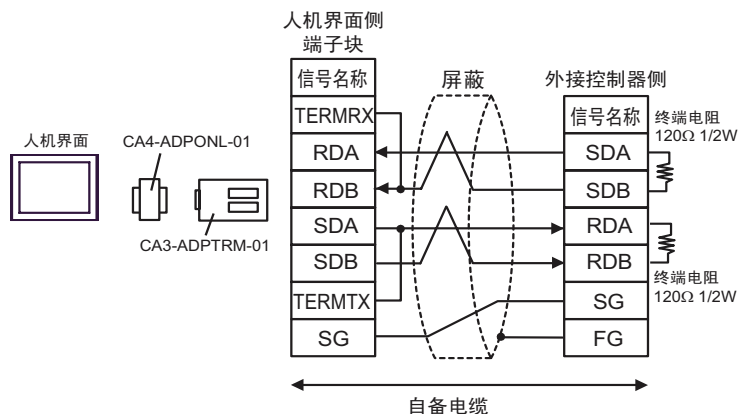 人机界面侧
端子块
信号名称
TERMRX
RDA
RDB
SDA
SDB
TERMTX
SG
屏蔽
外接控制器侧
信号名称
SDA
SDB
RDA
RDB
SG
FG
终端电阻
120Ω 1/2W
终端电阻
120Ω 1/2W
人机界面
CA4-ADPONL-01
CA3-ADPTRM-01
自备电缆